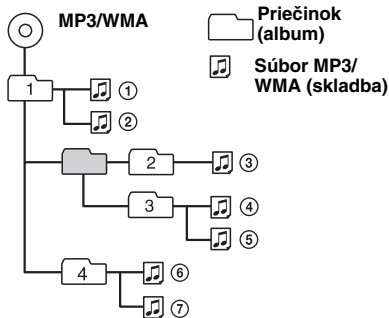 MP3/WMA
Priečinok
(album)
Súbor MP3/
WMA (skladba)
1
①
②
2
③
3
④
⑤
4
⑥
⑦